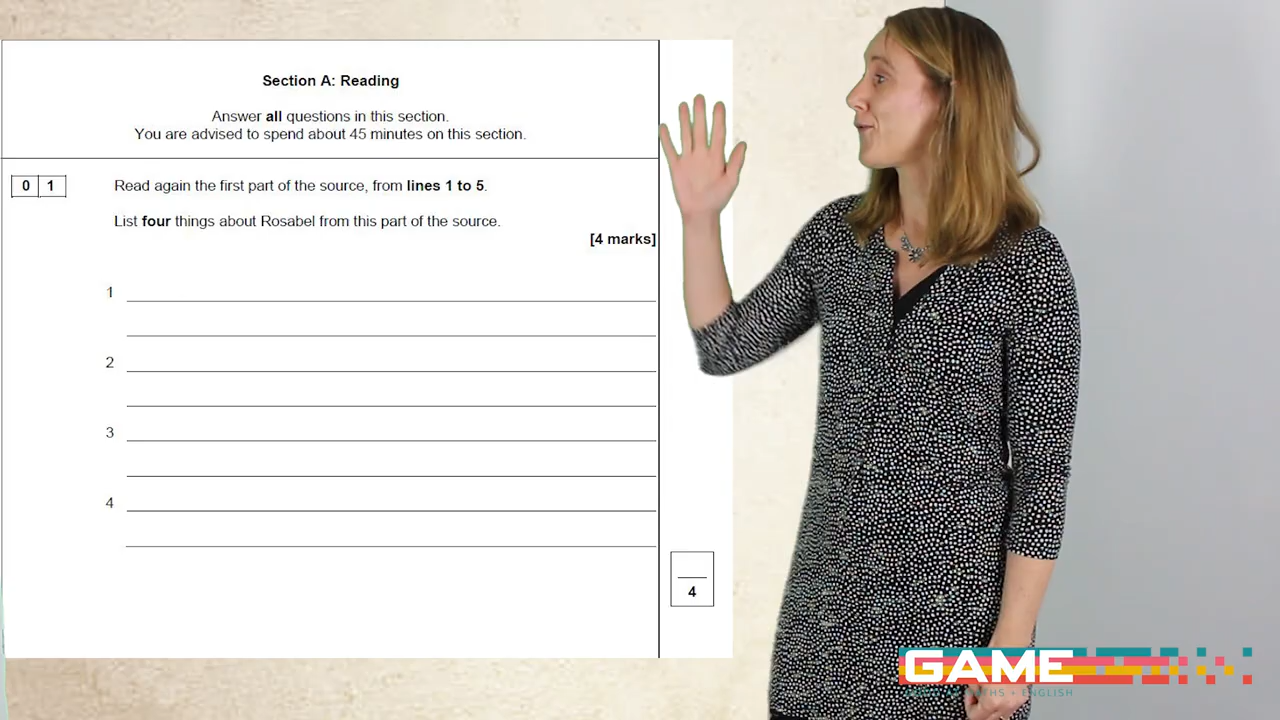 Section A: Reading
Answer all questions in this section.
You are advised to spend about 45 minutes on this section.
0 1
Read again the first part of the source, from lines 1 to 5.
List four things about Rosabel from this part of the source.
[4 marks]
1
2
3
4
4
GAME
• ENGLISH